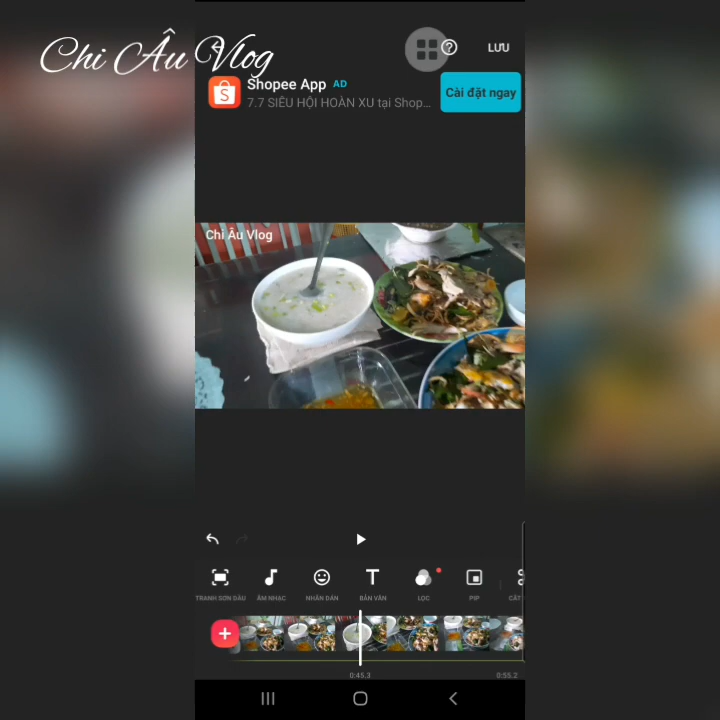 Chi Âu Vlog
LƯU
Shopee App AD
7.7 SIÊU HỘI HOÀN XU tại Shop...
Cài đặt ngay
Chi Âu Vlog
TRANH SƠN DẦU ÂM NHẠC NHÃN DÁN BẢN VĂN LỌC PIP CẮT
0:45.3 0:55.2